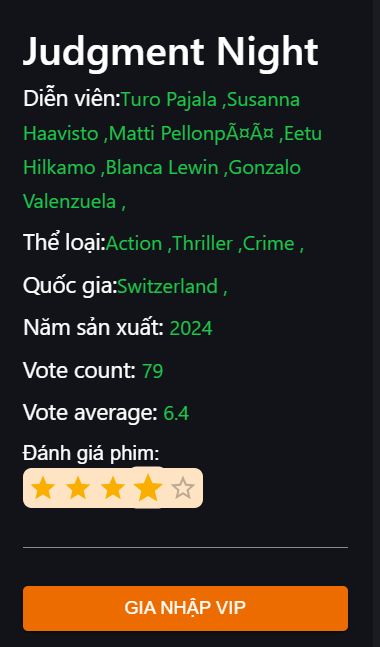 Judgment Night
Diễn viên:Turo Pajala ,Susanna
Haavisto ,Matti PellonpÃ¤Ã¤ ,Eetu
Hilkamo ,Blanca Lewin ,Gonzalo
Valenzuela ,
Thể loại:Action ,Thriller ,Crime ,
Quốc gia:Switzerland ,
Năm sản xuất: 2024
Vote count: 79
Vote average: 6.4
Đánh giá phim:
GIA NHẬP VIP